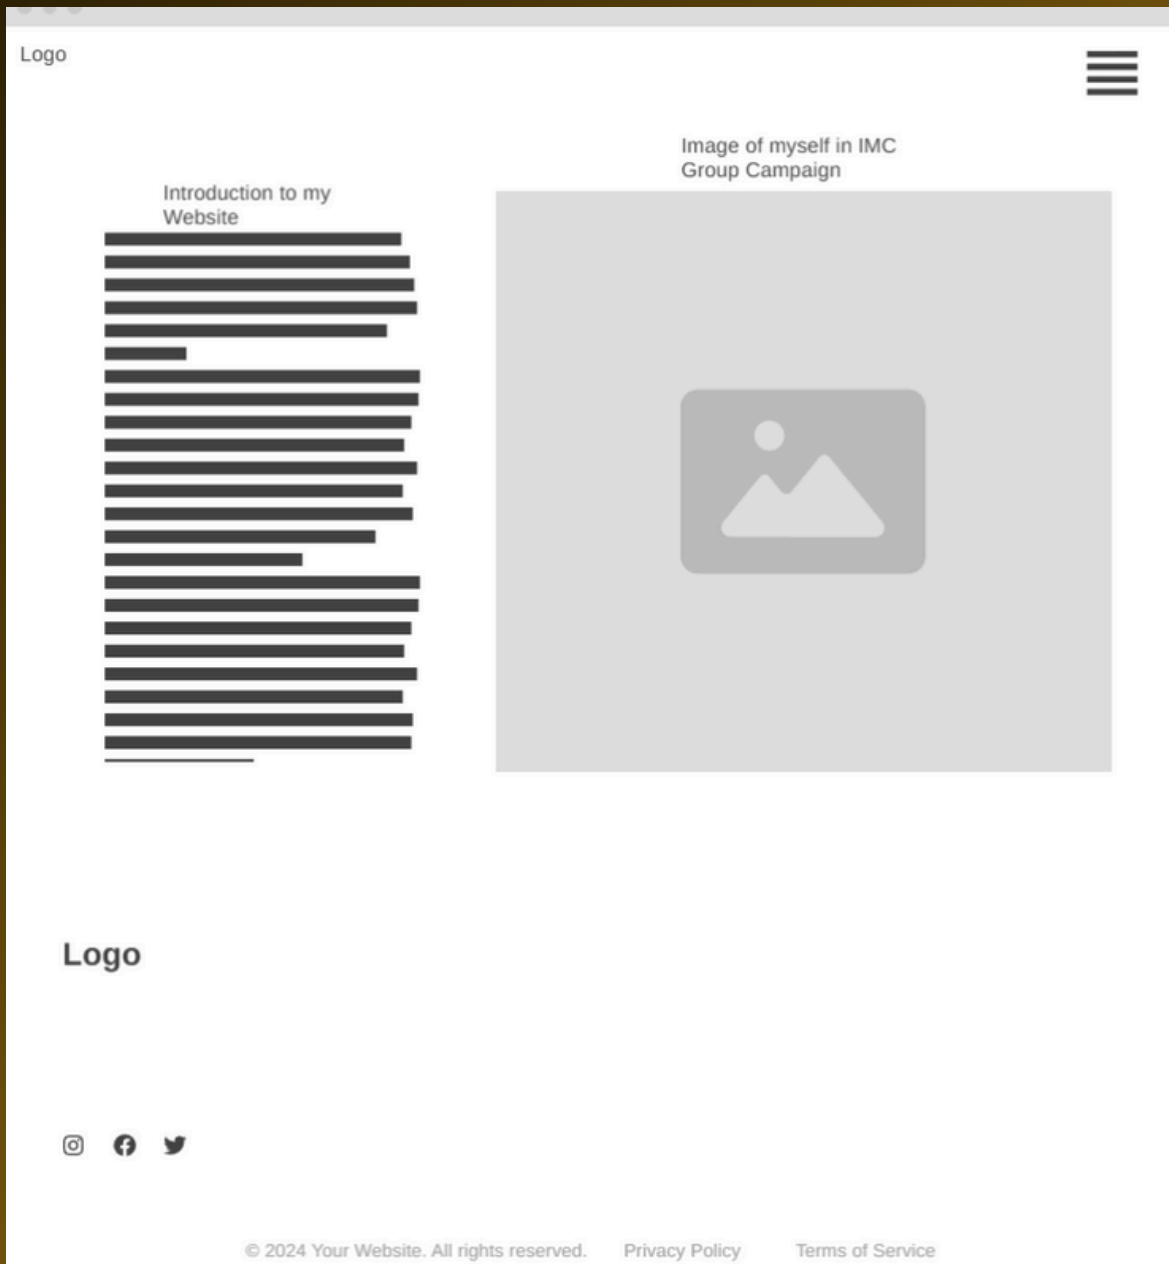 Logo
Image of myself in IMC
Group Campaign
Introduction to my
Website
Logo
© 2024 Your Website. All rights reserved. Privacy Policy Terms of Service